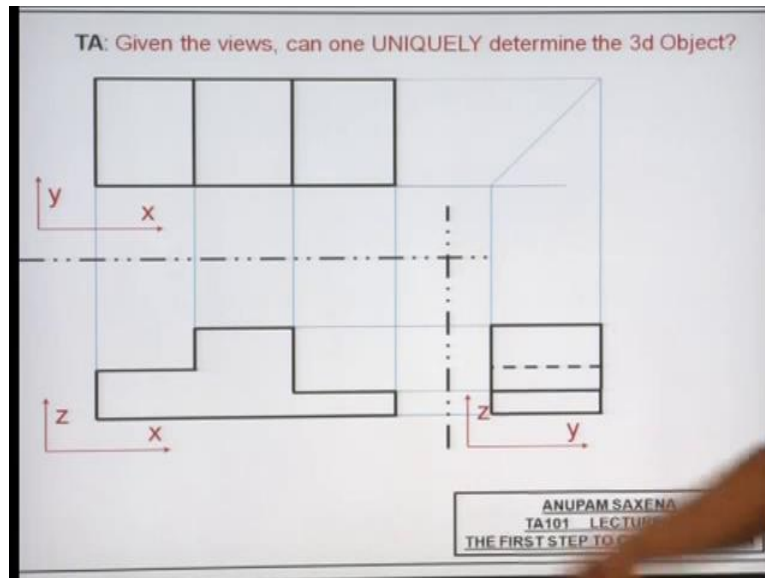 TA: Given the views, can one UNIQUELY determine the 3d Object?
y
x
z
x
z
y
ANUPAM SAXENA
TA101 LECTU
THE FIRST STEP TO